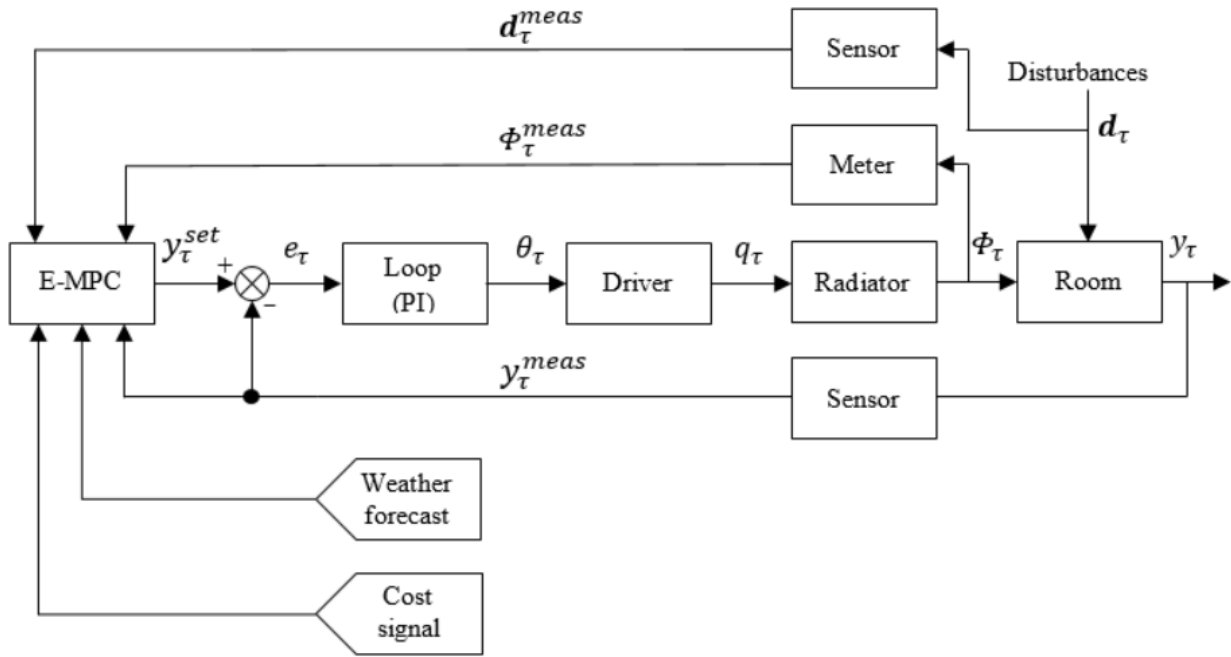 d_τ^{meas}
Sensor
Disturbances
d_τ
Φ_τ^{meas}
Meter
E-MPC
y_τ^{set}
+
−
e_τ
Loop
(PI)
θ_τ
Driver
q_τ
Radiator
Φ_τ
Room
y_τ
y_τ^{meas}
Sensor
Weather
forecast
Cost
signal